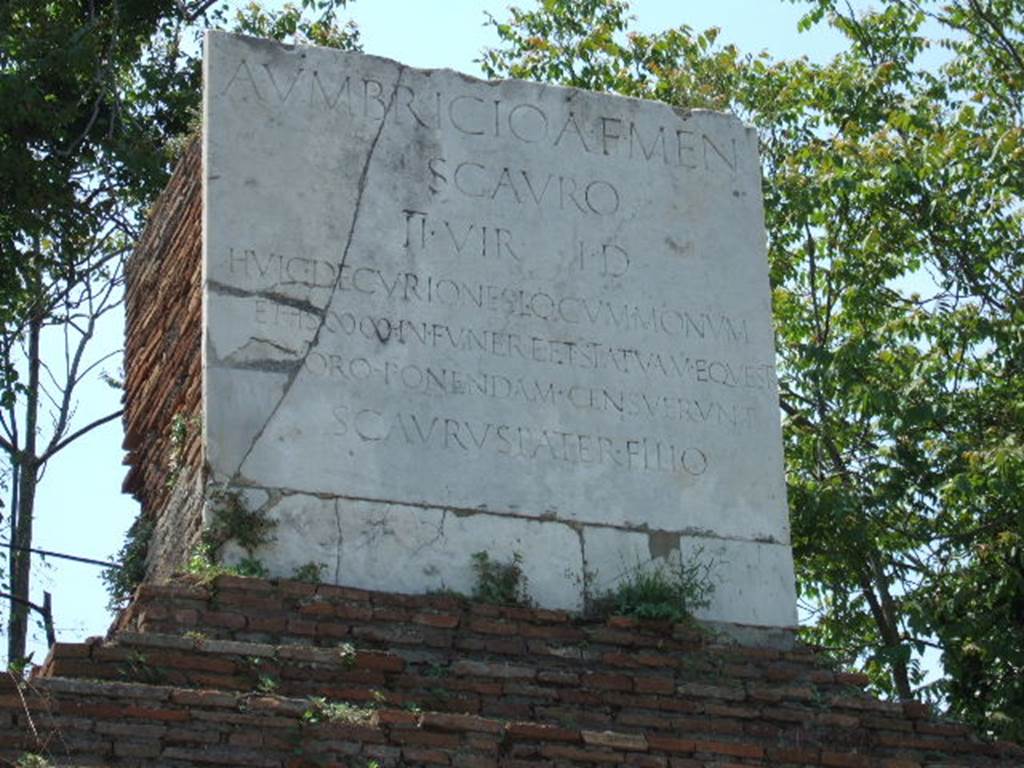 A VMBRICIO A F MEN
SCAVRO
II·VIR I·D
HVIC·DECVRIONES·LOCVM·MONVM
ET·HS ∞ ∞ IN·FVNERE·ET·STATVAM·EQVEST
ORO·PONENDAM·CENSVERVNT
SCAVRVS·PATER·FILIO